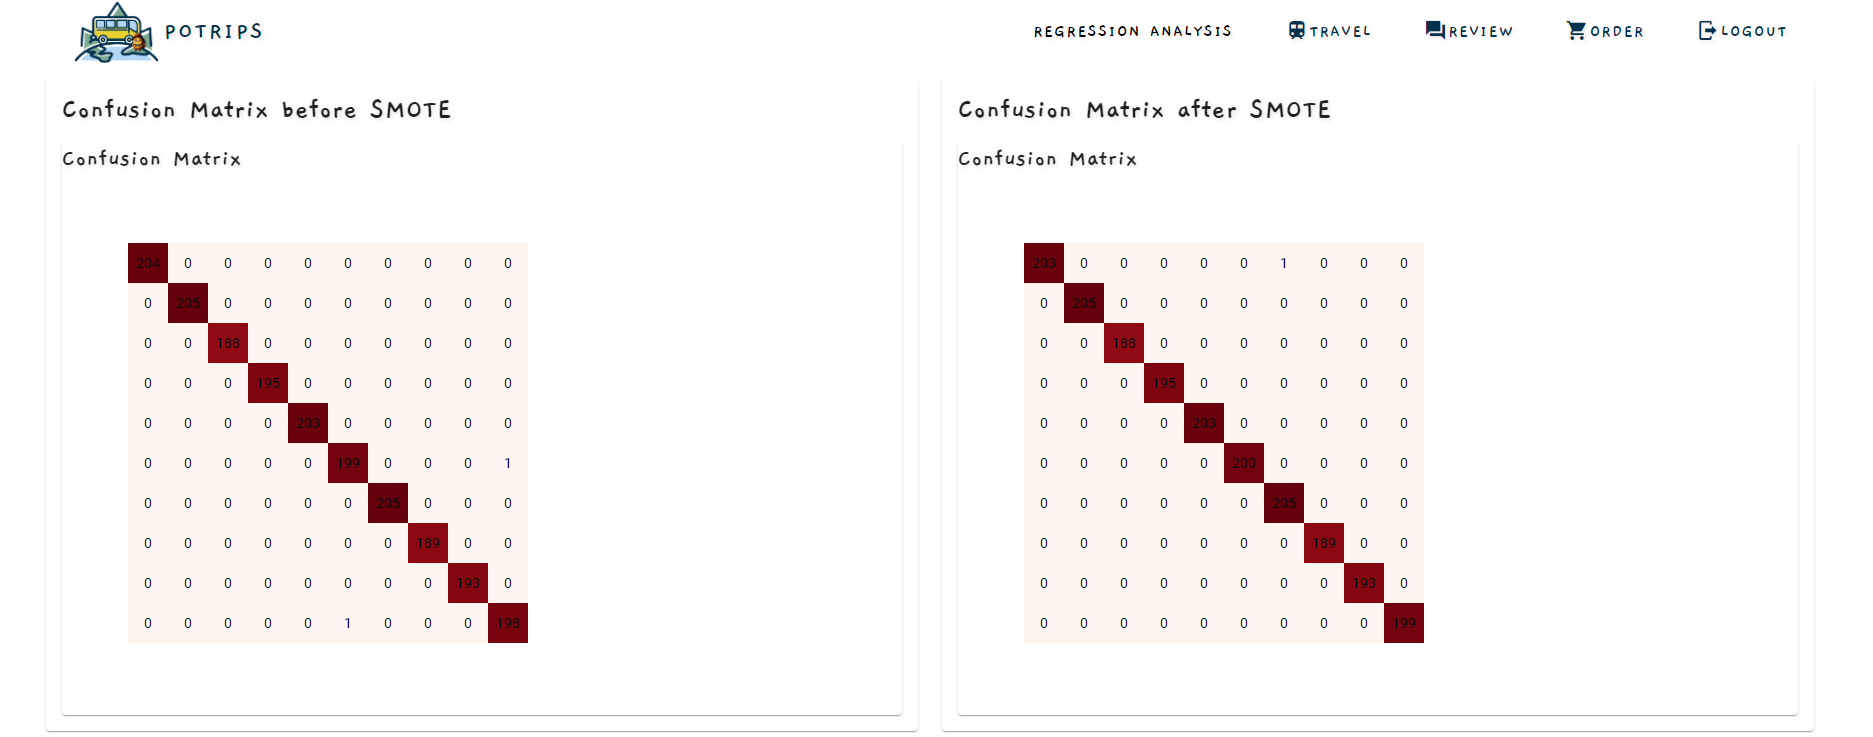 POTRIPS
REGRESSION ANALYSIS TRAVEL REVIEW ORDER LOGOUT
Confusion Matrix before SMOTE
Confusion Matrix
204 0 0 0 0 0 0 0 0 0
0 205 0 0 0 0 0 0 0 0
0 0 188 0 0 0 0 0 0 0
0 0 0 195 0 0 0 0 0 0
0 0 0 0 203 0 0 0 0 0
0 0 0 0 0 199 0 0 0 1
0 0 0 0 0 0 205 0 0 0
0 0 0 0 0 0 0 189 0 0
0 0 0 0 0 0 0 0 193 0
0 0 0 0 0 1 0 0 0 198
Confusion Matrix after SMOTE
Confusion Matrix
203 0 0 0 0 0 1 0 0 0
0 205 0 0 0 0 0 0 0 0
0 0 188 0 0 0 0 0 0 0
0 0 0 195 0 0 0 0 0 0
0 0 0 0 203 0 0 0 0 0
0 0 0 0 0 200 0 0 0 0
0 0 0 0 0 0 205 0 0 0
0 0 0 0 0 0 0 189 0 0
0 0 0 0 0 0 0 0 193 0
0 0 0 0 0 0 0 0 0 199